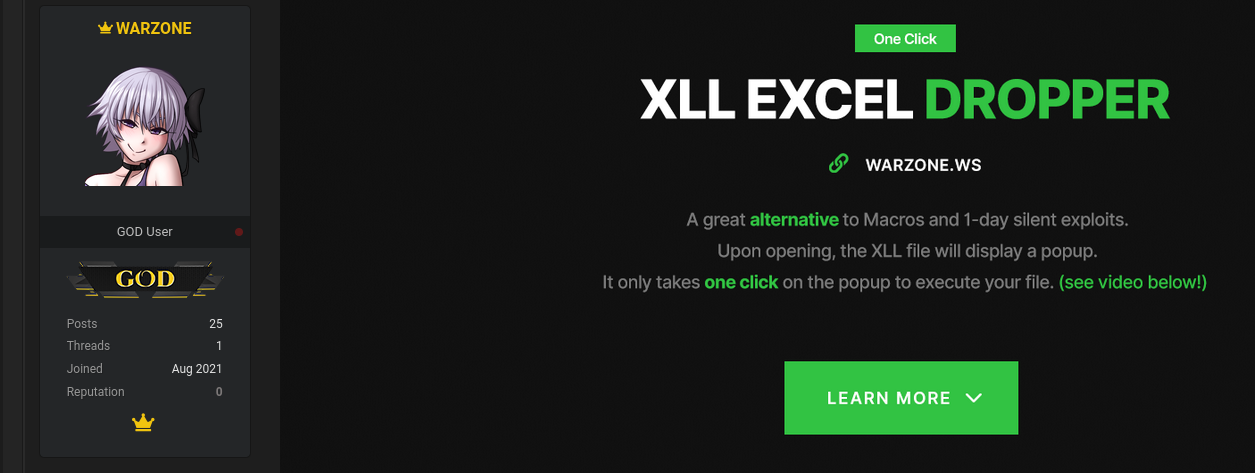 WARZONE
GOD User
GOD
Posts 25
Threads 1
Joined Aug 2021
Reputation 0
One Click
XLL EXCEL DROPPER
WARZONE.WS
A great alternative to Macros and 1-day silent exploits.
Upon opening, the XLL file will display a popup.
It only takes one click on the popup to execute your file. (see video below!)
LEARN MORE